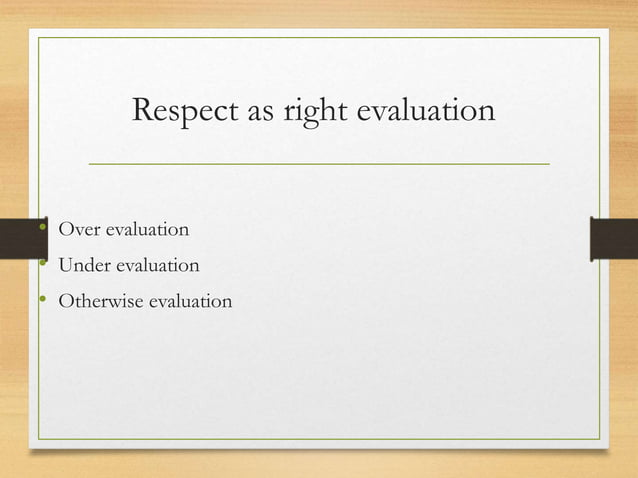 Respect as right evaluation
• Over evaluation
• Under evaluation
• Otherwise evaluation